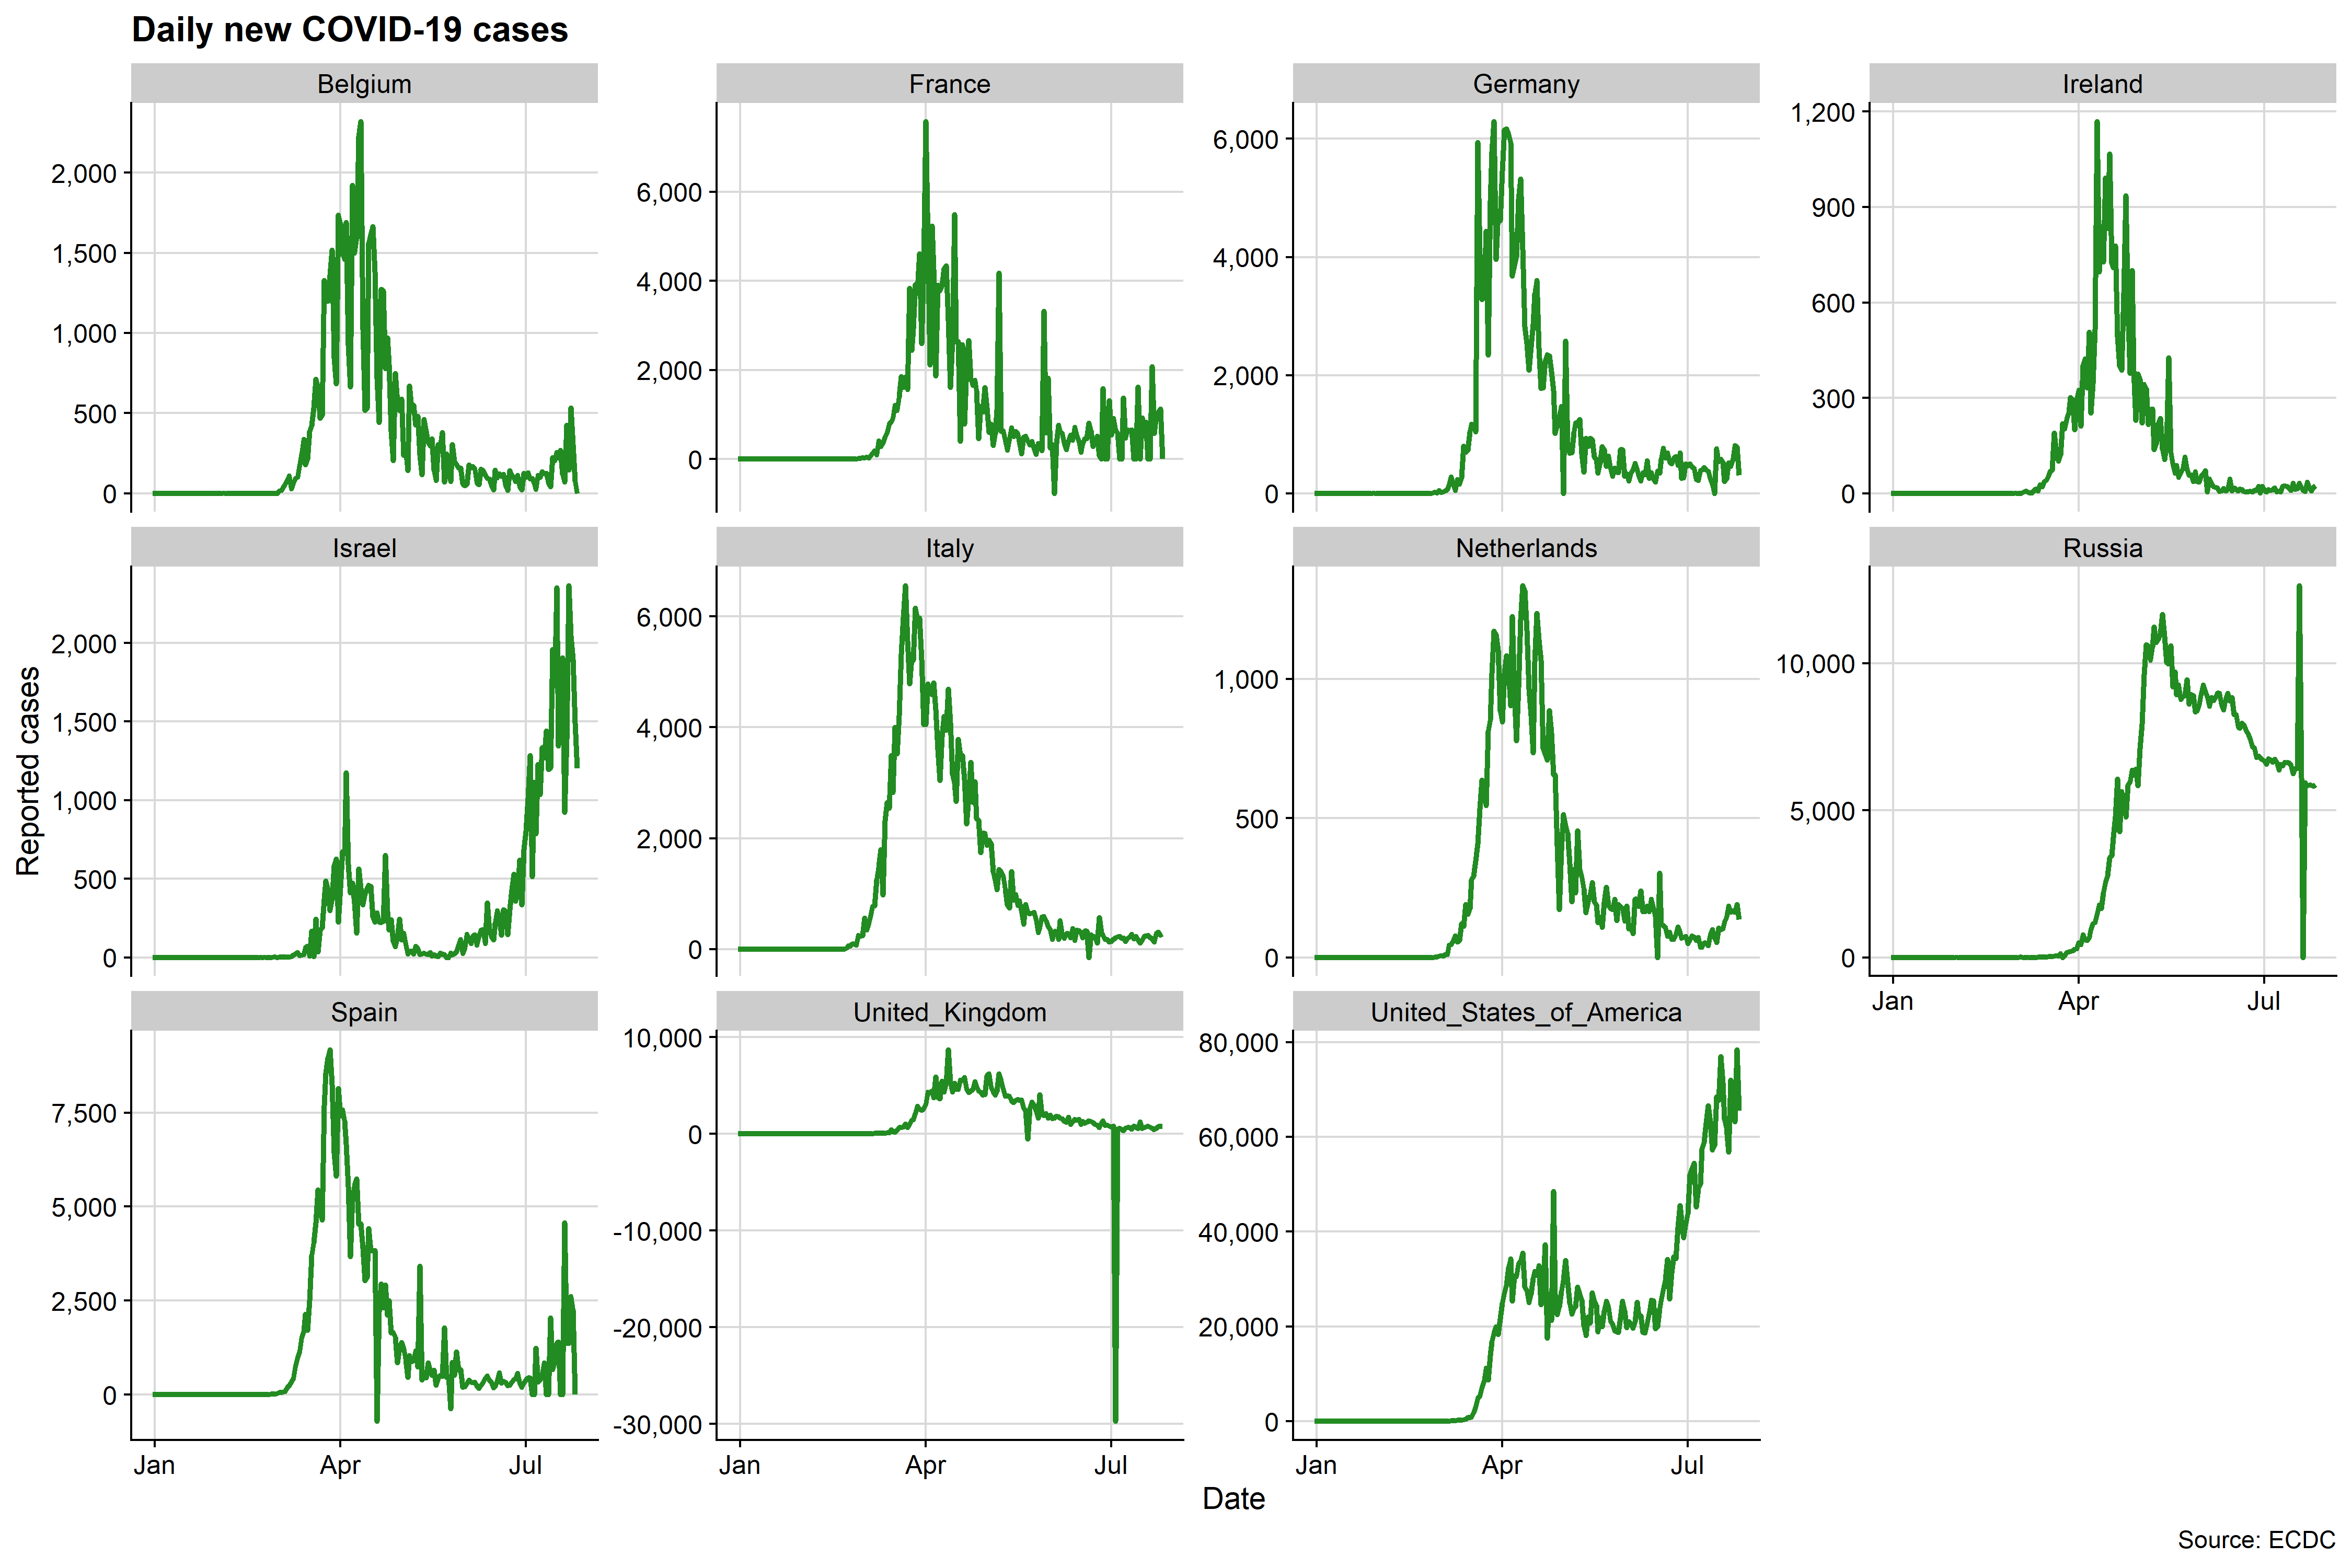 Daily new COVID-19 cases
Belgium
France
Germany
Ireland
2,000
1,500
1,000
500
0
6,000
4,000
2,000
0
6,000
4,000
2,000
0
1,200
900
600
300
0
Israel
Italy
Netherlands
Russia
2,000
1,500
1,000
500
0
6,000
4,000
2,000
0
1,000
500
0
10,000
5,000
0
Jan Apr Jul
Spain
United_Kingdom
United_States_of_America
7,500
5,000
2,500
0
Jan Apr Jul
10,000
0
-10,000
-20,000
-30,000
Jan Apr Jul
80,000
60,000
40,000
20,000
0
Jan Apr Jul
Reported cases
Date
Source: ECDC